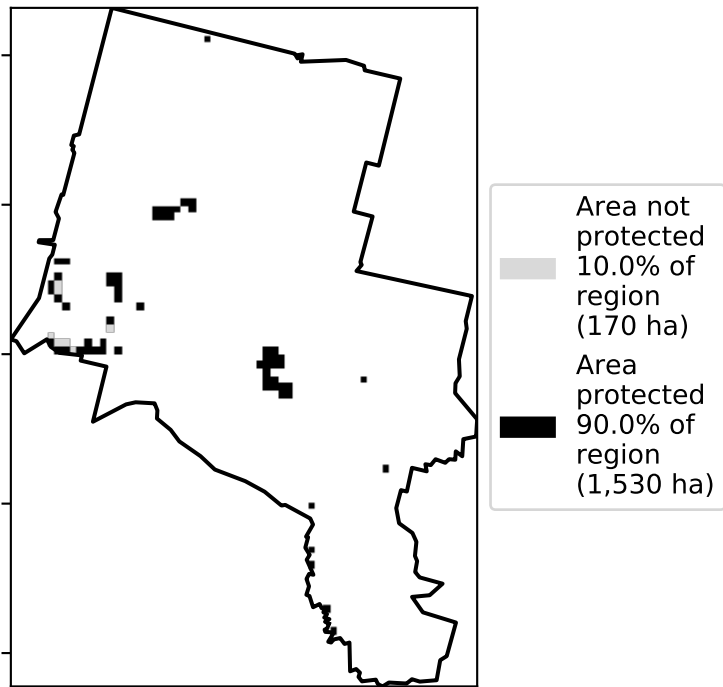 Area not
protected
10.0% of
region
(170 ha)
Area
protected
90.0% of
region
(1,530 ha)